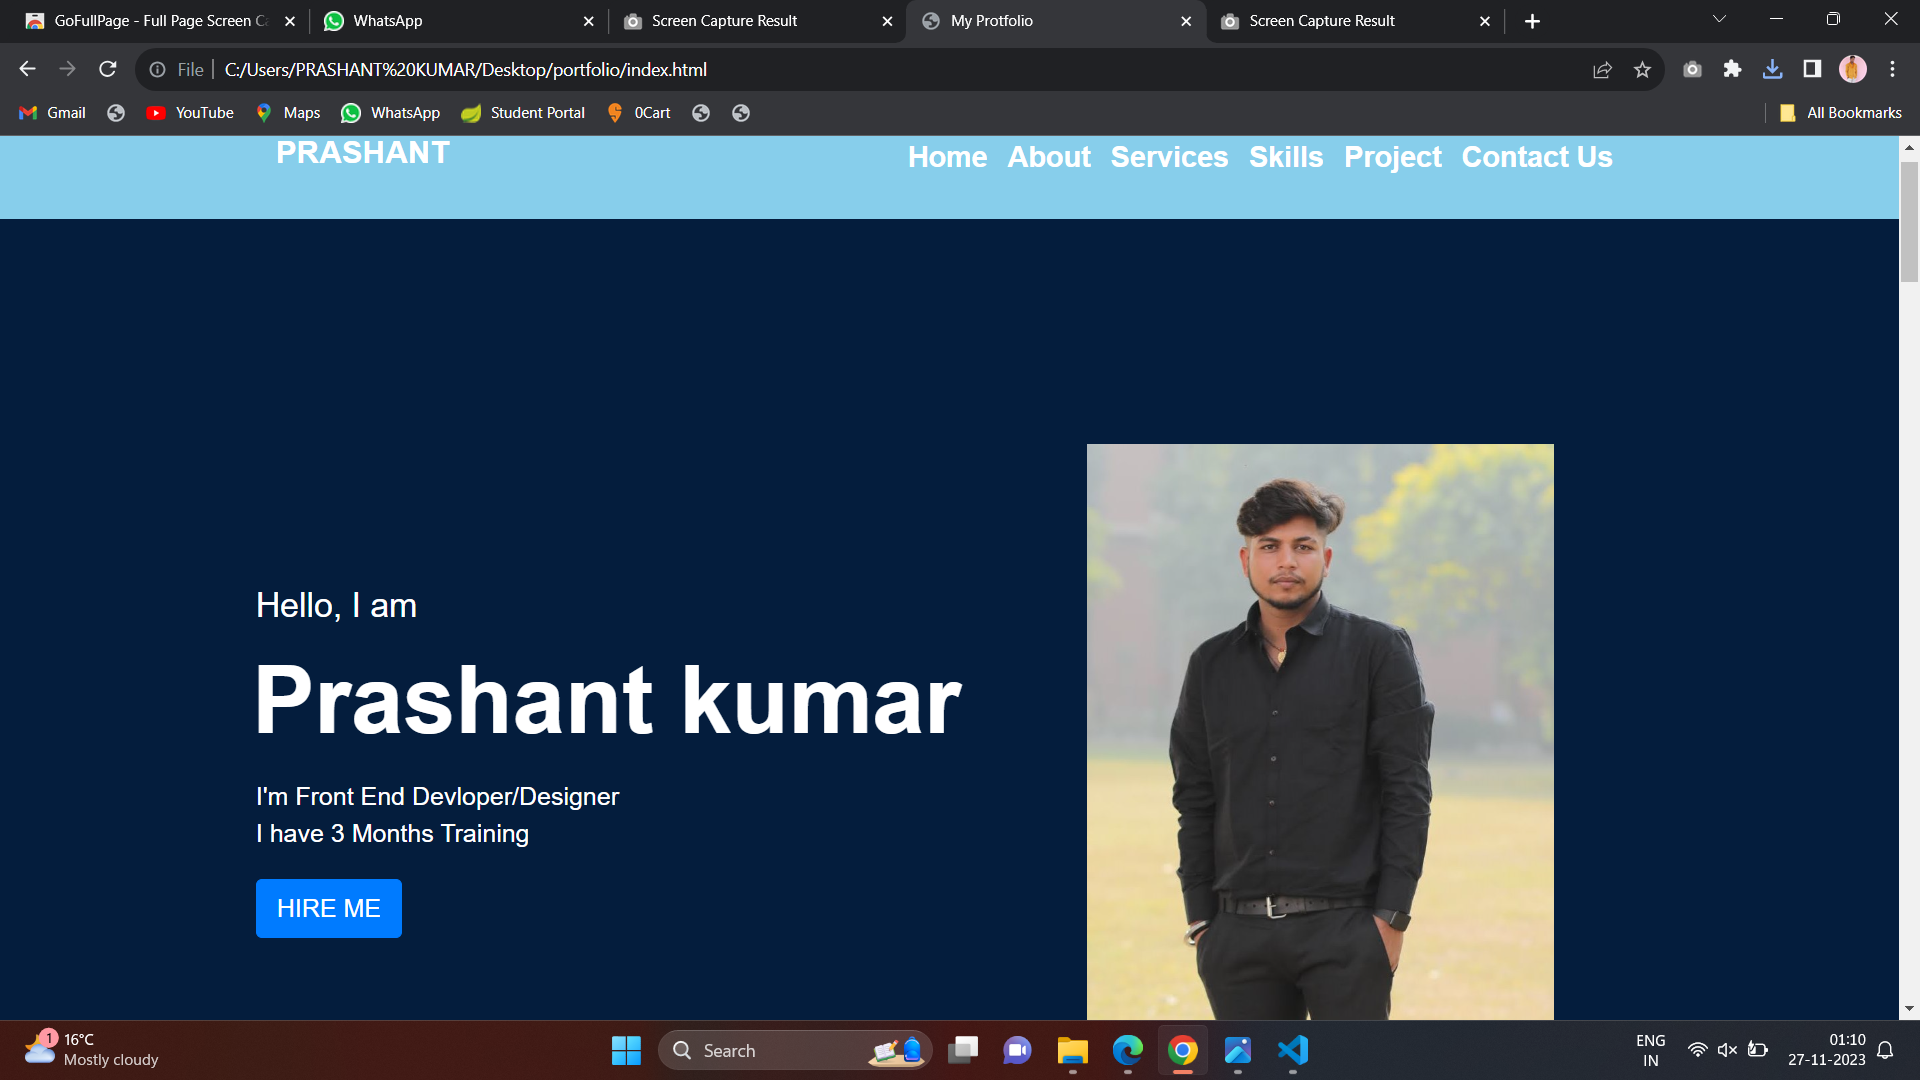 GoFullPage - Full Page Screen Ca
WhatsApp
Screen Capture Result
My Protfolio
Screen Capture Result
File
C:/Users/PRASHANT%20KUMAR/Desktop/portfolio/index.html
Gmail
YouTube
Maps
WhatsApp
Student Portal
0Cart
All Bookmarks
PRASHANT
Home About Services Skills Project Contact Us
Hello, I am
Prashant kumar
I'm Front End Devloper/Designer
I have 3 Months Training
HIRE ME
1
16°C
Mostly cloudy
Search
ENG
IN
01:10
27-11-2023